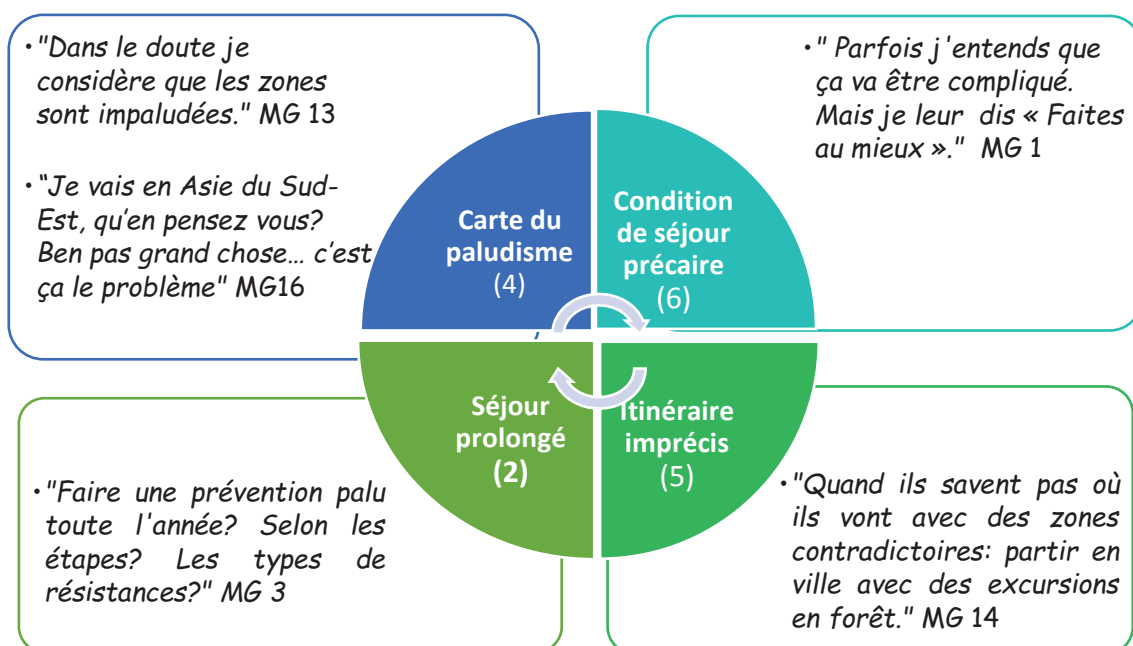 • "Dans le doute je
considère que les zones
sont impaludées." MG 13
• "Je vais en Asie du Sud-
Est, qu'en pensez vous?
Ben pas grand chose… c'est
ça le problème" MG16
• " Parfois j'entends que
ça va être compliqué.
Mais je leur dis « Faites
au mieux »." MG 1
Carte du
paludisme
(4)
Condition
de séjour
précaire
(6)
Séjour
prolongé
(2)
Itinéraire
imprécis
(5)
• "Faire une prévention palu
toute l'année? Selon les
étapes? Les types de
résistances?" MG 3
• "Quand ils savent pas où
ils vont avec des zones
contradictoires: partir en
ville avec des excursions
en forêt." MG 14